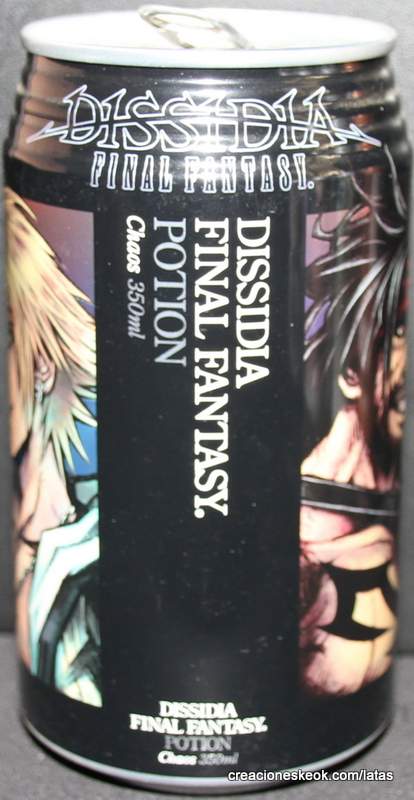 DISSIDIA
FINAL FANTASY.
DISSIDIA
FINAL FANTASY.
POTION
Chaos 350ml
DISSIDIA
FINAL FANTASY.
POTION
Chaos 350ml
creacioneskeok.com/latas